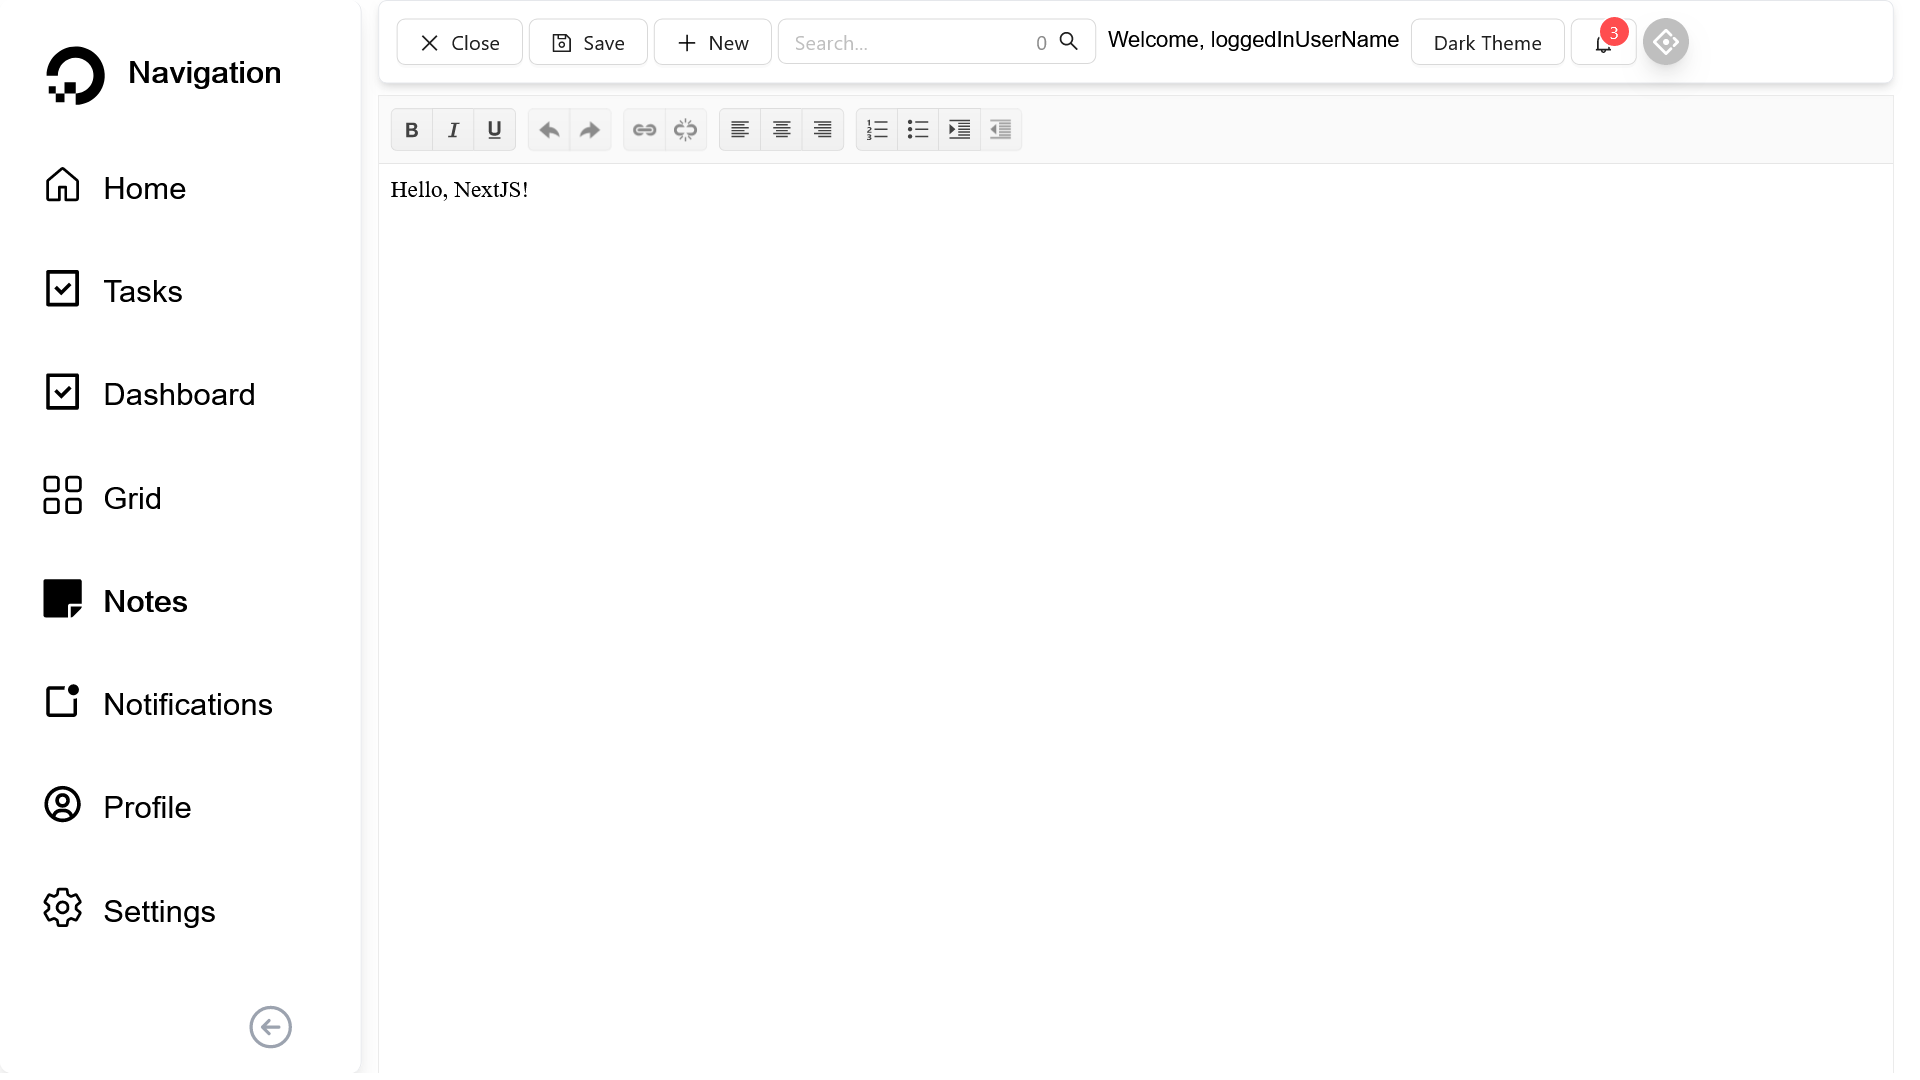 Navigation
Home
Tasks
Dashboard
Grid
Notes
Notifications
Profile
Settings
Close
Save
New
Search...
0
Welcome, loggedInUserName
Dark Theme
3
B I U
Hello, NextJS!